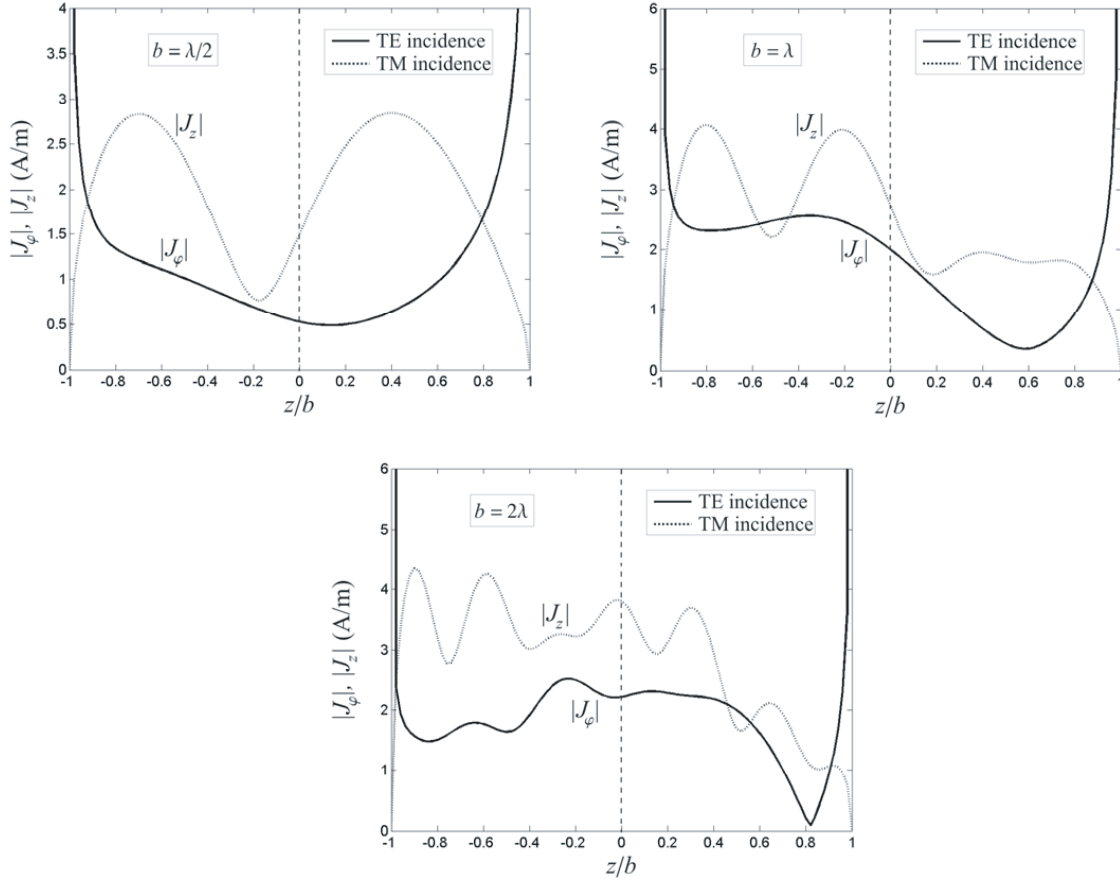 b = λ/2
TE incidence
TM incidence
|J_z|
|J_φ|
|J_φ|, |J_z| (A/m)
4
3.5
3
2.5
2
1.5
1
0.5
0
-1 -0.8 -0.6 -0.4 -0.2 0 0.2 0.4 0.6 0.8 1
z/b
b = λ
TE incidence
TM incidence
|J_z|
|J_φ|
|J_φ|, |J_z| (A/m)
6
5
4
3
2
1
0
-1 -0.8 -0.6 -0.4 -0.2 0 0.2 0.4 0.6 0.8 1
z/b
b = 2λ
TE incidence
TM incidence
|J_z|
|J_φ|
|J_φ|, |J_z| (A/m)
6
5
4
3
2
1
0
-1 -0.8 -0.6 -0.4 -0.2 0 0.2 0.4 0.6 0.8 1
z/b